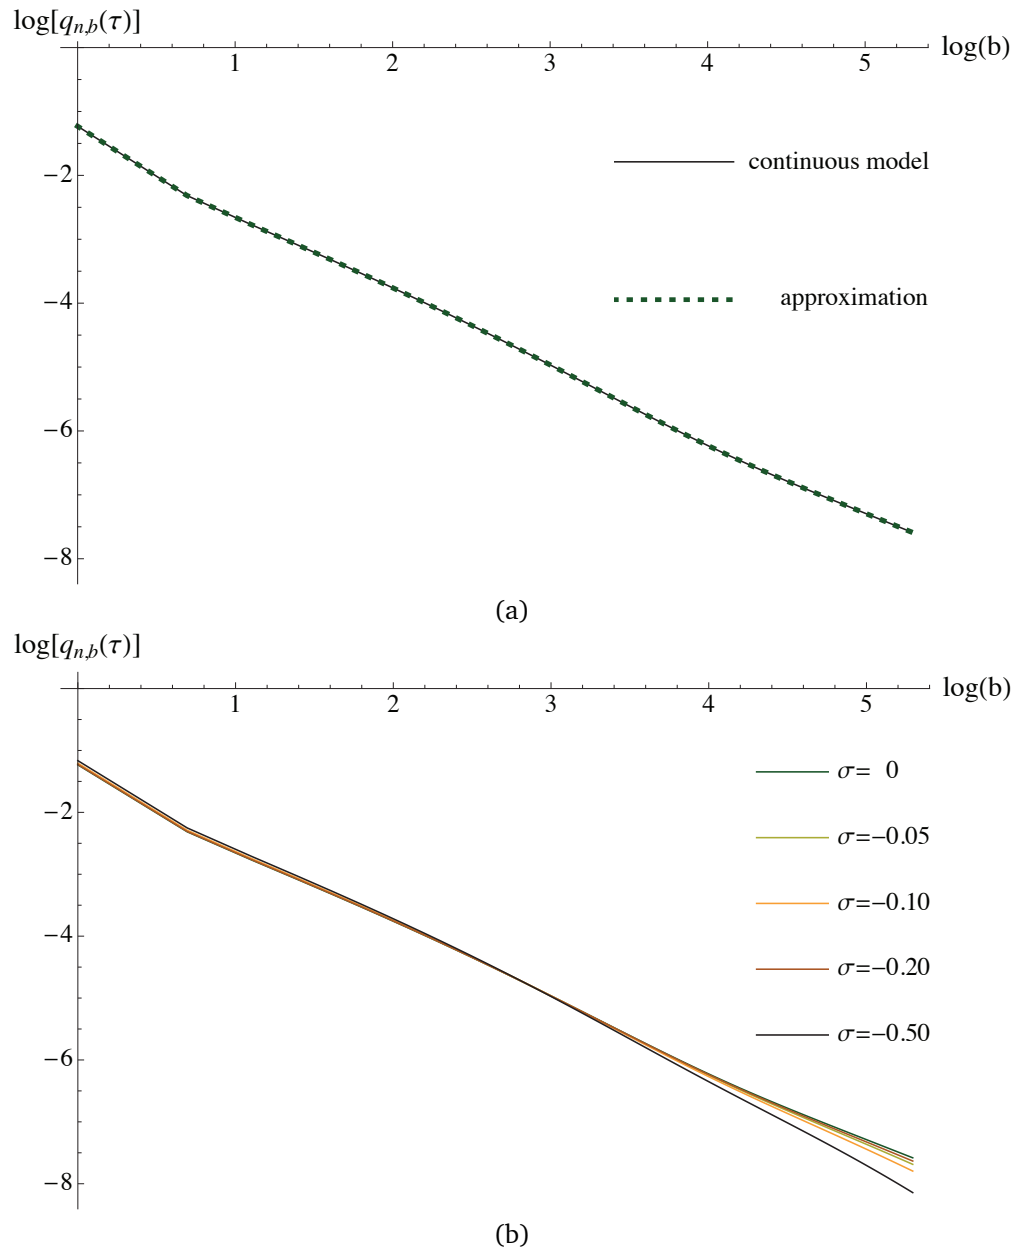 log[q_{n,b}(τ)]
log(b)
1 2 3 4 5
continuous model
−2
approximation
−4
−6
−8
(a)
log[q_{n,b}(τ)]
log(b)
1 2 3 4 5
σ= 0
−2
σ=−0.05
σ=−0.10
−4
σ=−0.20
σ=−0.50
−6
−8
(b)